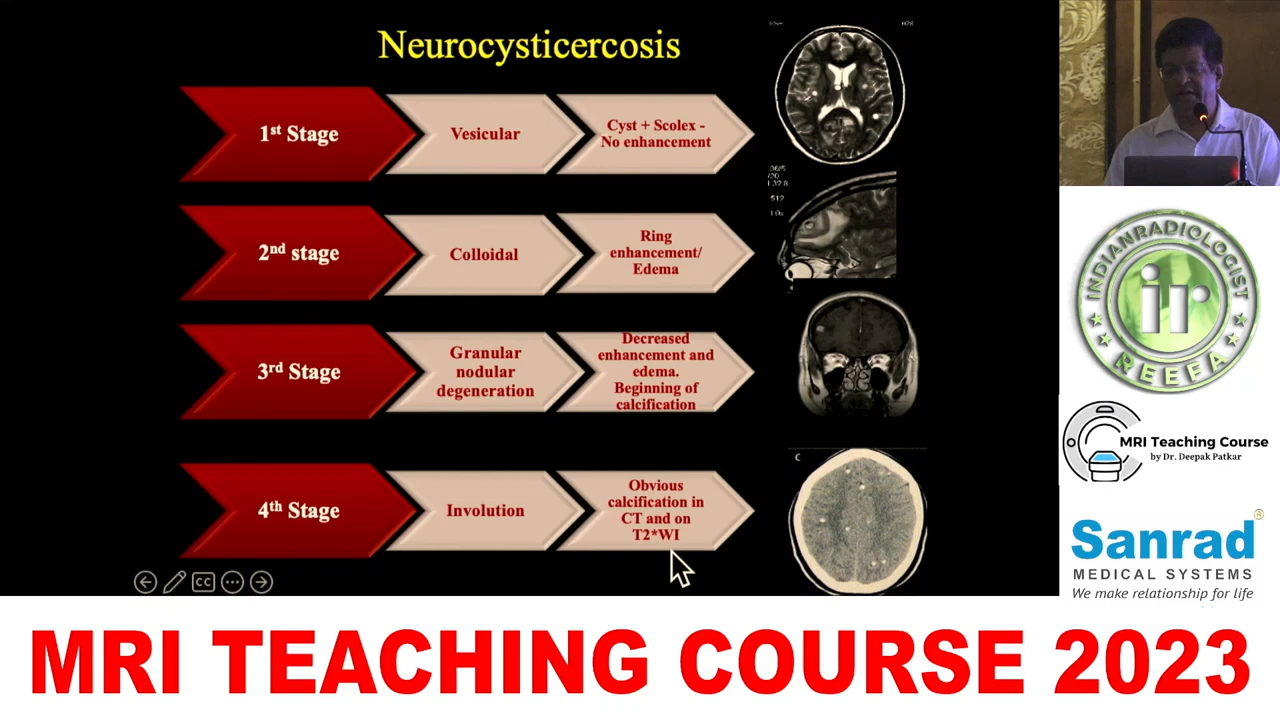 Neurocysticercosis
1st Stage
Vesicular
Cyst + Scolex -
No enhancement
2nd stage
Colloidal
Ring
enhancement/
Edema
3rd Stage
Granular
nodular
degeneration
Decreased
enhancement and
edema.
Beginning of
calcification
4th Stage
Involution
Obvious
calcification in
CT and on
T2*WI
512
C
CC
INDIANRADIOLOGIST
ir
REEFA
MRI Teaching Course
by Dr. Deepak Patkar
Sanrad®
MEDICAL SYSTEMS
We make relationship for life
MRI TEACHING COURSE 2023